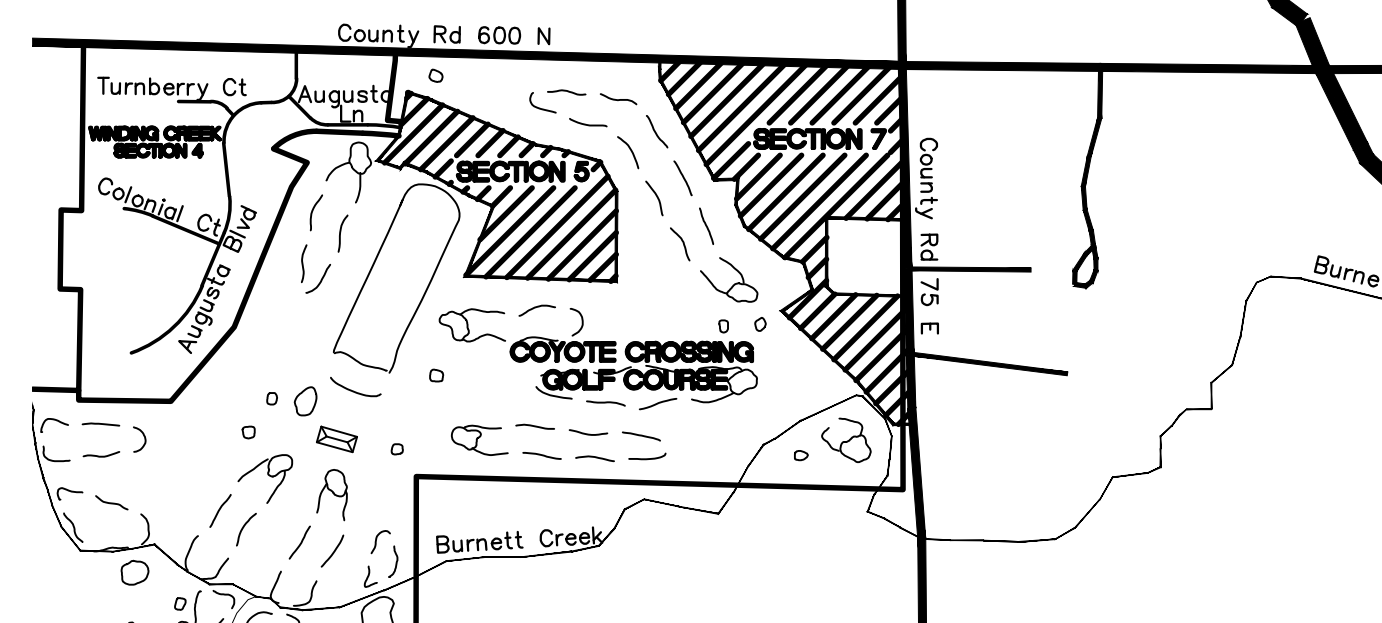 County Rd 600 N
Turnberry Ct
Augusta
Ln
WINDING CREEK
SECTION 4
SECTION 7
SECTION 5
County Rd 75 E
Colonial Ct
Augusta Blvd
Burne
COYOTE CROSSING
GOLF COURSE
Burnett Creek